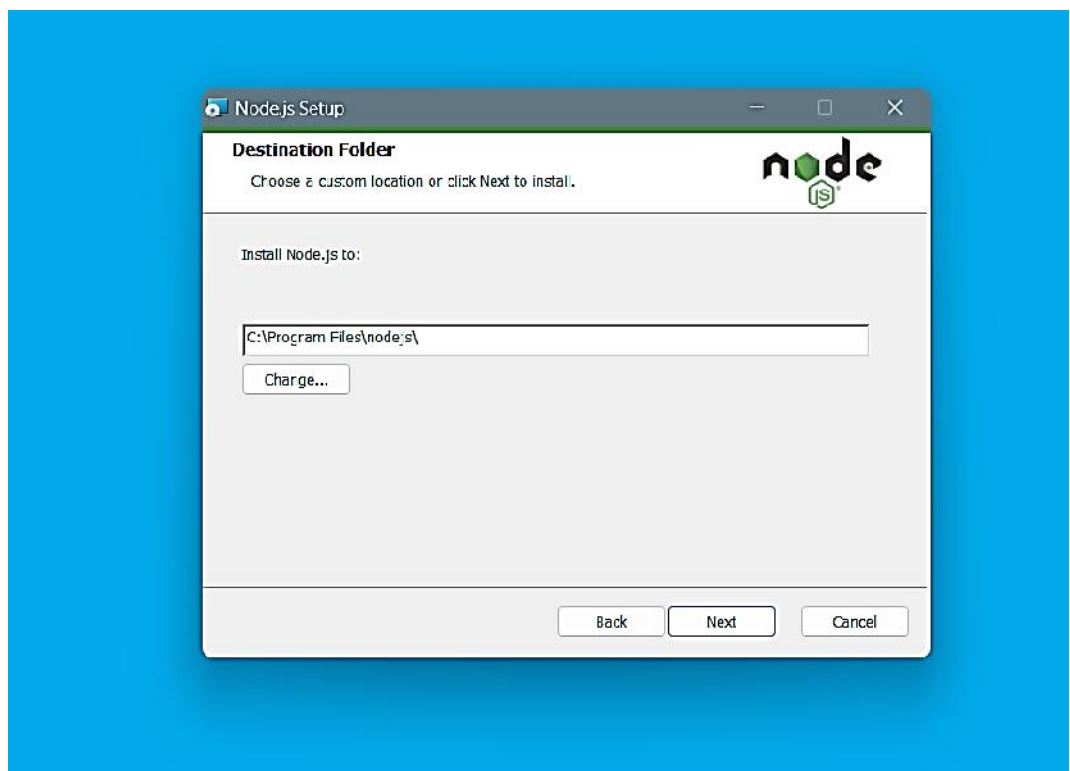 Node.js Setup
Destination Folder
Choose a custom location or click Next to install.
node
JS
Install Node.js to:
C:\Program Files\nodejs\
Change...
Back Next Cancel